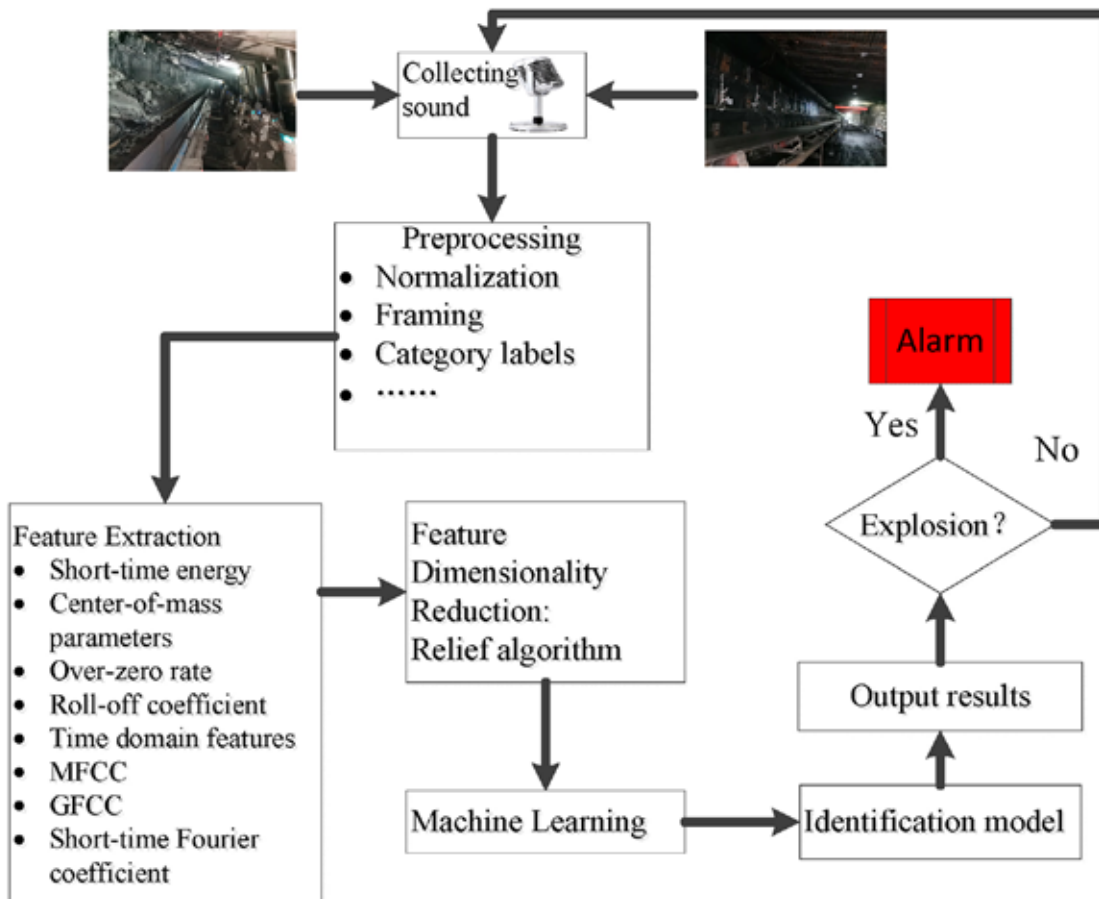 Collecting
sound
Preprocessing
• Normalization
• Framing
• Category labels
• ……
Feature Extraction
• Short-time energy
• Center-of-mass
parameters
• Over-zero rate
• Roll-off coefficient
• Time domain features
• MFCC
• GFCC
• Short-time Fourier
coefficient
Feature
Dimensionality
Reduction:
Relief algorithm
Machine Learning
Identification model
Output results
Explosion?
Yes
No
Alarm